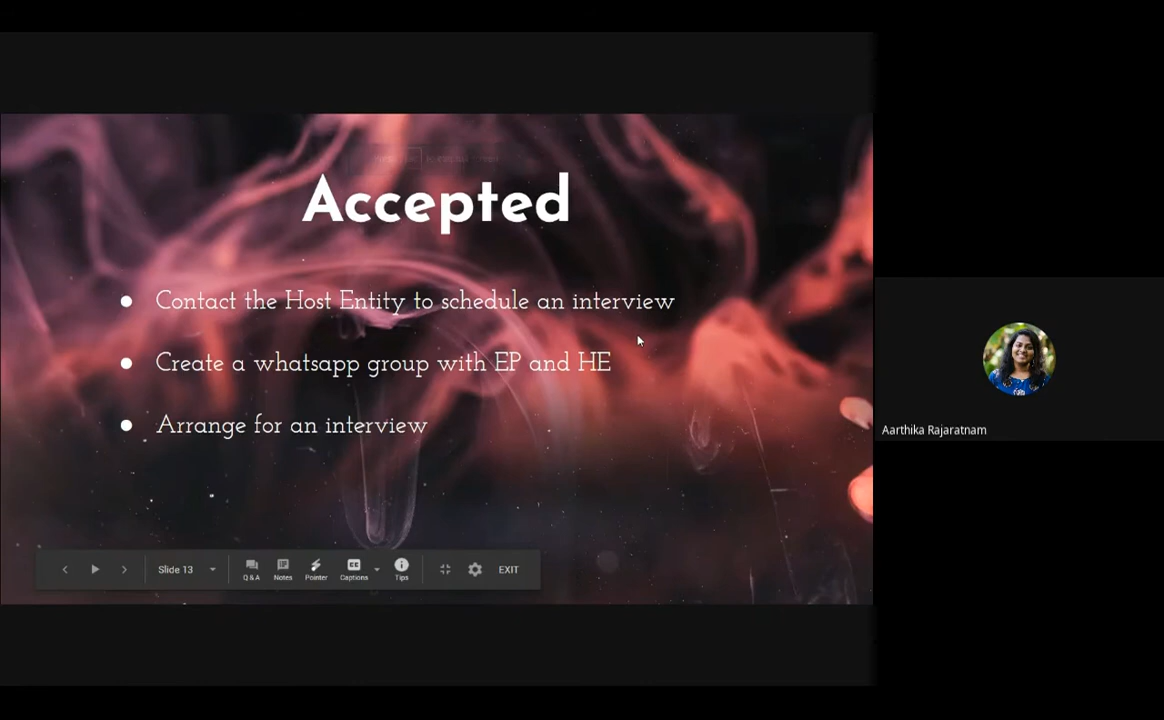 Accepted
● Contact the Host Entity to schedule an interview
● Create a whatsapp group with EP and HE
● Arrange for an interview
Aarthika Rajaratnam
Slide 13
Q & A
Notes
Pointer
Captions
Tips
EXIT